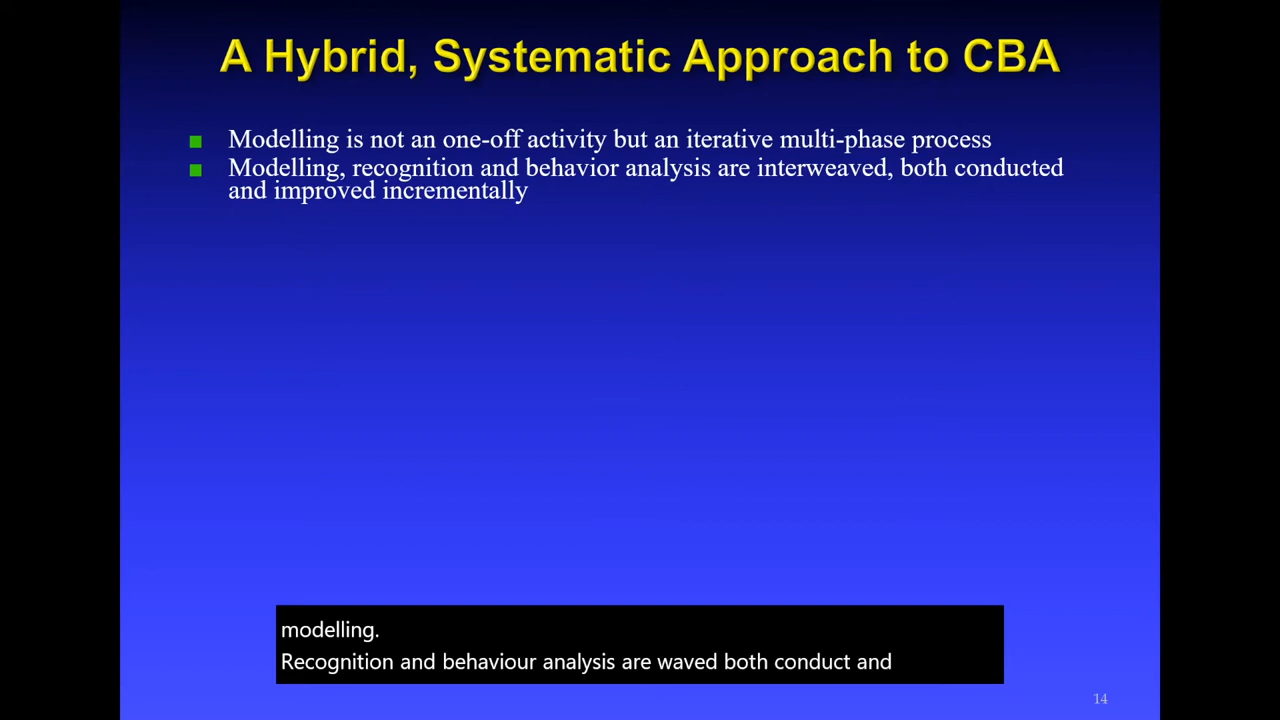 A Hybrid, Systematic Approach to CBA
Modelling is not an one-off activity but an iterative multi-phase process
Modelling, recognition and behavior analysis are interweaved, both conducted
and improved incrementally
modelling.
Recognition and behaviour analysis are waved both conduct and
14